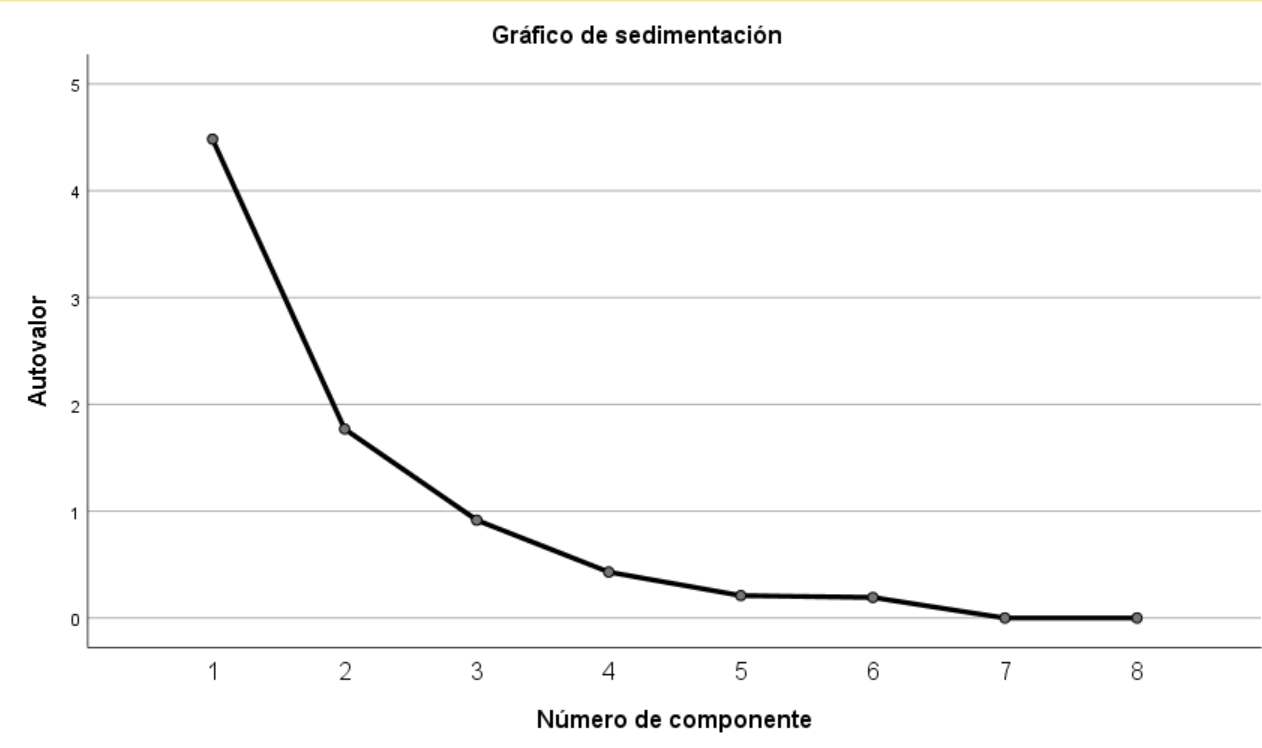 Gráfico de sedimentación
5
4
3
2
1
0
Autovalor
1 2 3 4 5 6 7 8
Número de componente